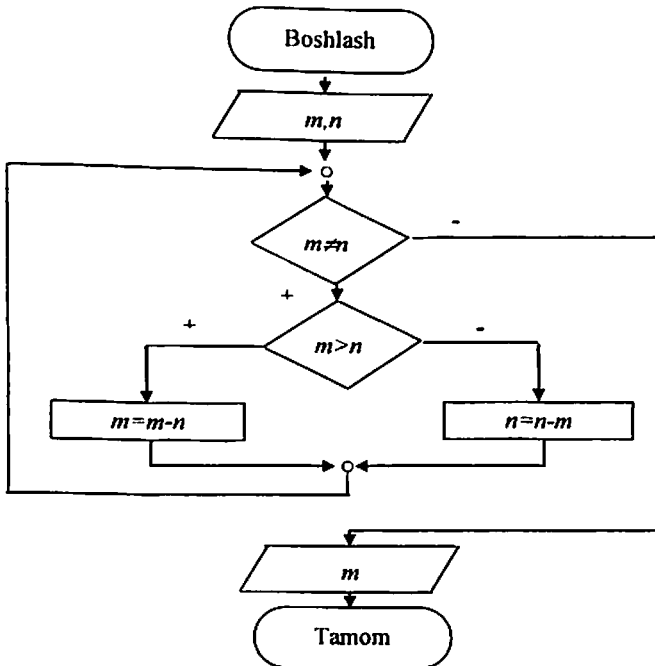 Boshlash
m,n
-
m≠n
+
+
-
m>n
m=m-n
n=n-m
m
Tamom